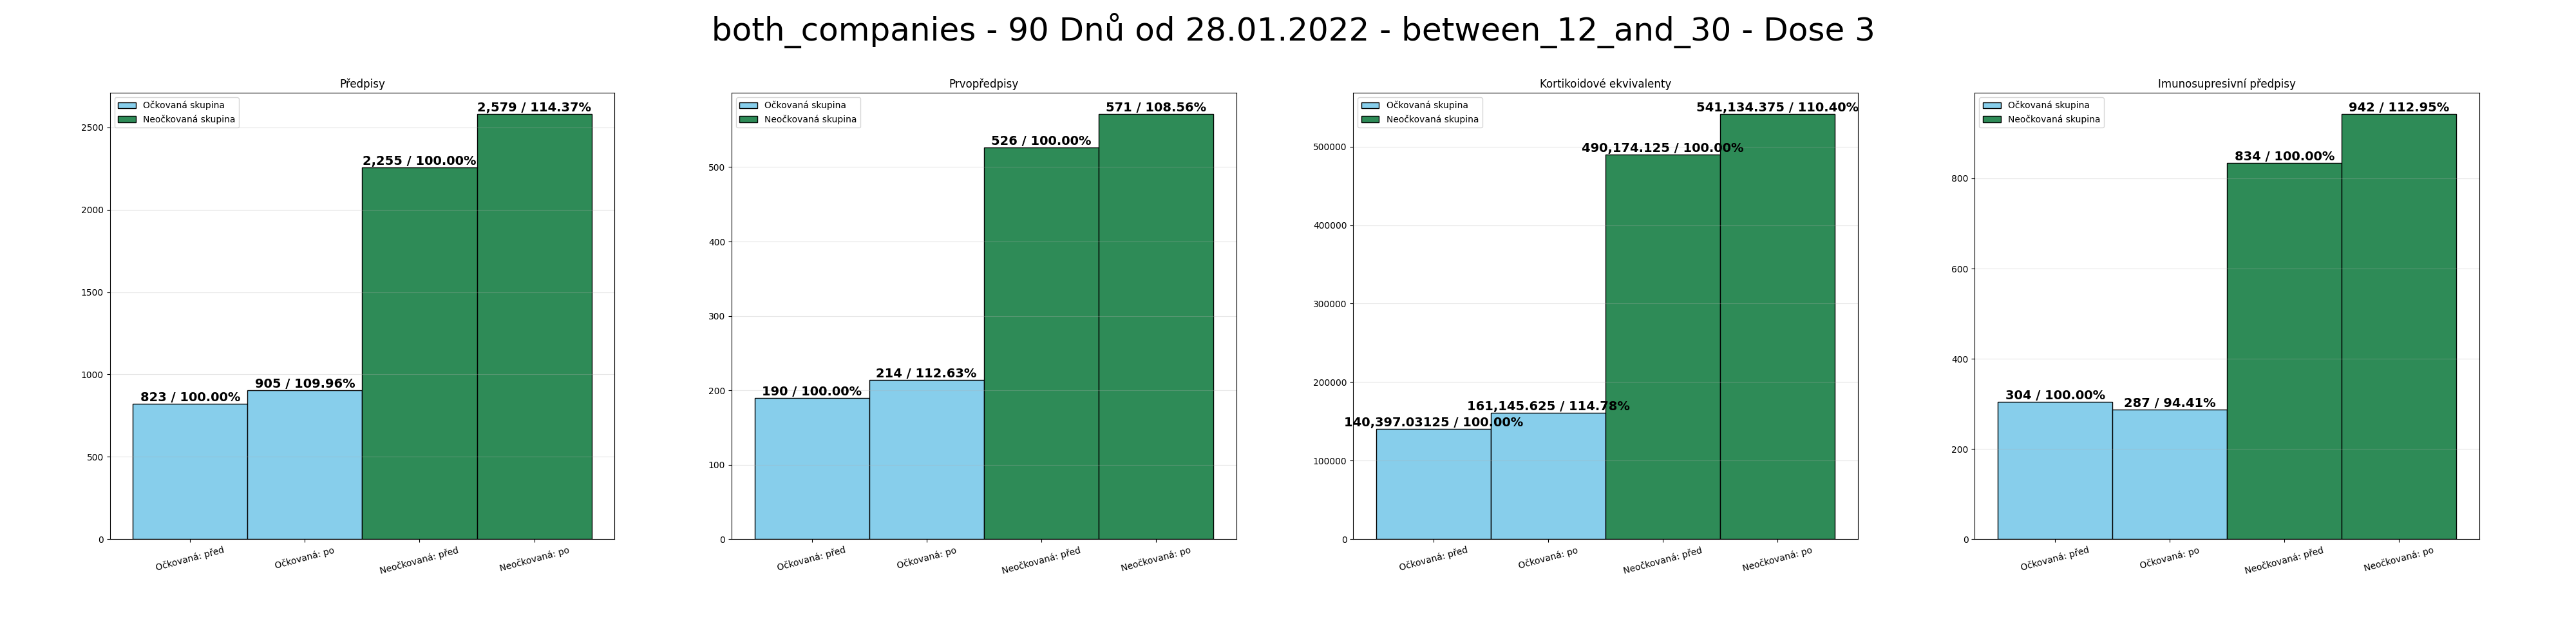 both_companies - 90 Dnů od 28.01.2022 - between_12_and_30 - Dose 3
Předpisy
Očkovaná skupina
Neočkovaná skupina
2,579 / 114.37%
2,255 / 100.00%
905 / 109.96%
823 / 100.00%
2500
2000
1500
1000
500
0
Očkovaná: před
Očkovaná: po
Neočkovaná: před
Neočkovaná: po
Prvopředpisy
Očkovaná skupina
Neočkovaná skupina
571 / 108.56%
526 / 100.00%
214 / 112.63%
190 / 100.00%
500
400
300
200
100
0
Očkovaná: před
Očkovaná: po
Neočkovaná: před
Neočkovaná: po
Kortikoidové ekvivalenty
Očkovaná skupina
Neočkovaná skupina
541,134.375 / 110.40%
490,174.125 / 100.00%
161,145.625 / 114.78%
140,397.03125 / 100.00%
500000
400000
300000
200000
100000
0
Očkovaná: před
Očkovaná: po
Neočkovaná: před
Neočkovaná: po
Imunosupresivní předpisy
Očkovaná skupina
Neočkovaná skupina
942 / 112.95%
834 / 100.00%
304 / 100.00%
287 / 94.41%
800
600
400
200
0
Očkovaná: před
Očkovaná: po
Neočkovaná: před
Neočkovaná: po